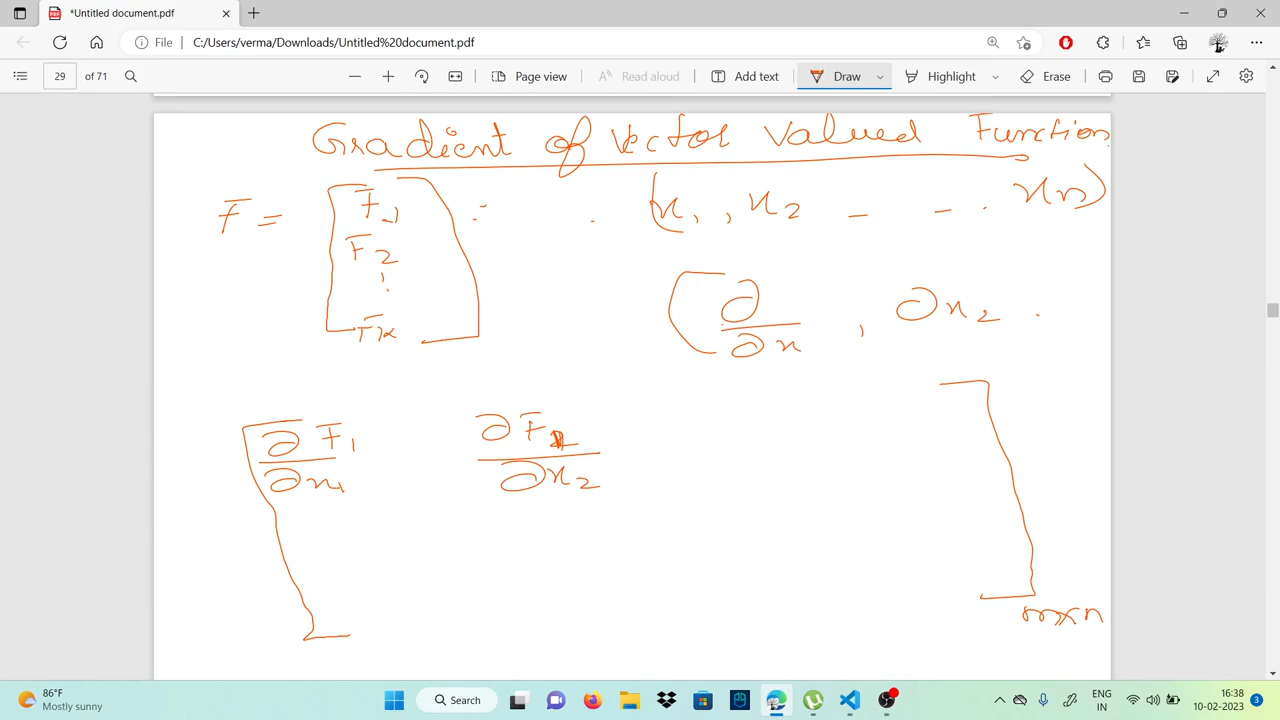 *Untitled document.pdf
File C:/Users/verma/Downloads/Untitled%20document.pdf
29 of 71 Page view Read aloud Add text Draw Highlight Erase
Gradient of Vector Valued Function
F = [ F1 (x1, x2 - - . xn)
F2
Fn ]
( ∂ / ∂x , ∂x2 .
[ ∂F1 / ∂x1 ∂F / ∂x2 ] m×n
86°F
Mostly sunny
Search
ENG
IN
16:38
10-02-2023
3